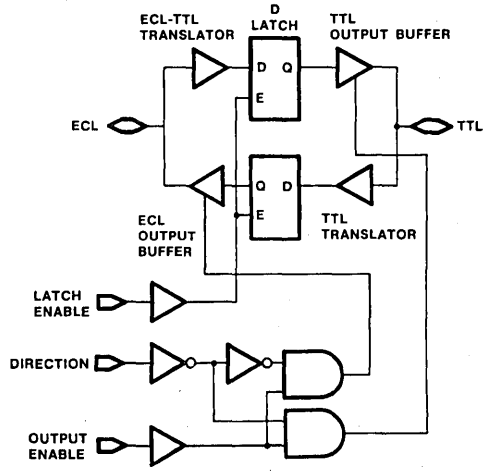 ECL-TTL
TRANSLATOR
D
LATCH
TTL
OUTPUT BUFFER
D Q
E
ECL
TTL
Q D
E
ECL
OUTPUT
BUFFER
TTL
TRANSLATOR
LATCH
ENABLE
DIRECTION
OUTPUT
ENABLE